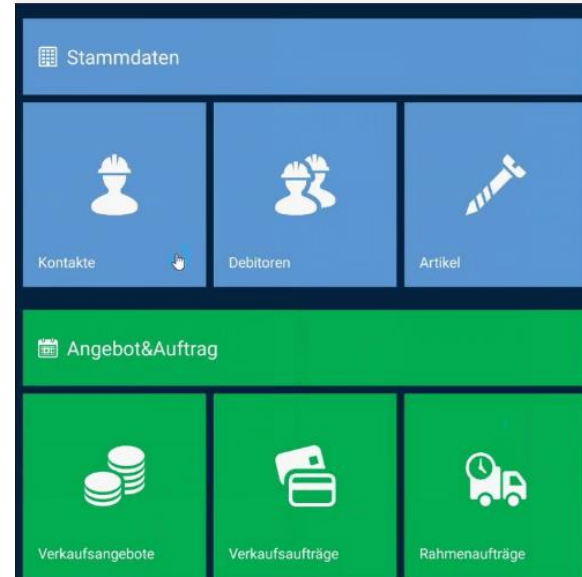 Stammdaten
Kontakte
Debitoren
Artikel
Angebot&Auftrag
Verkaufsangebote
Verkaufsaufträge
Rahmenaufträge